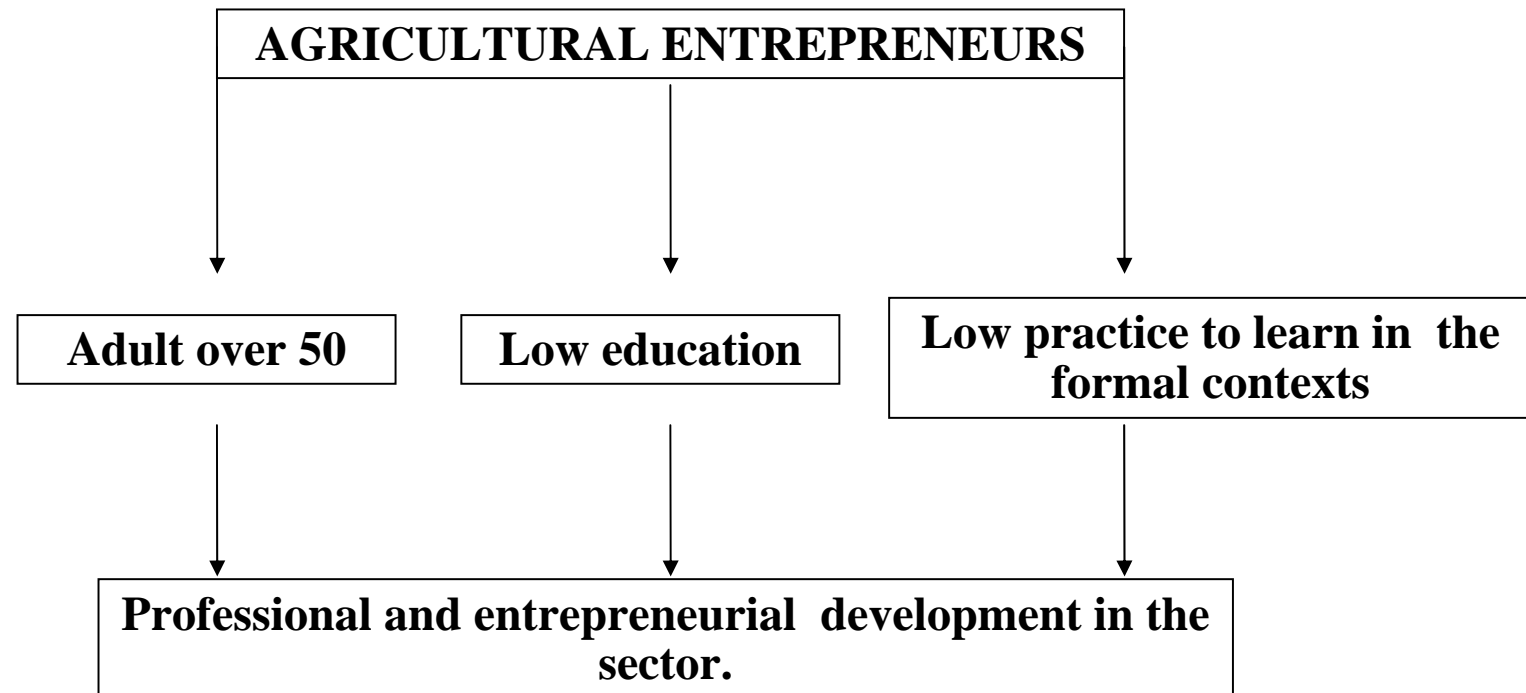 AGRICULTURAL ENTREPRENEURS
Adult over 50
Low education
Low practice to learn in the
formal contexts
Professional and entrepreneurial development in the
sector.